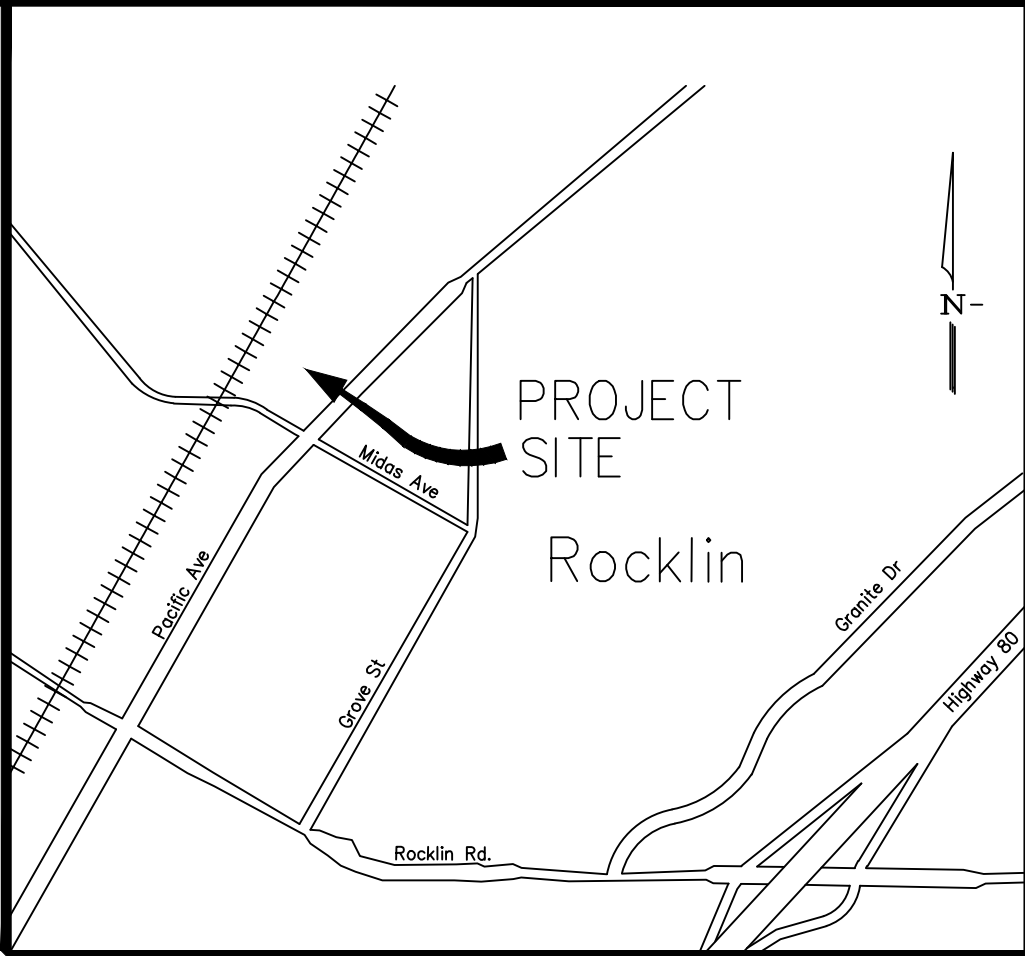 N
PROJECT
SITE
Midas Ave
Rocklin
Pacific Ave
Granite Dr
Highway 80
Grove St
Rocklin Rd.